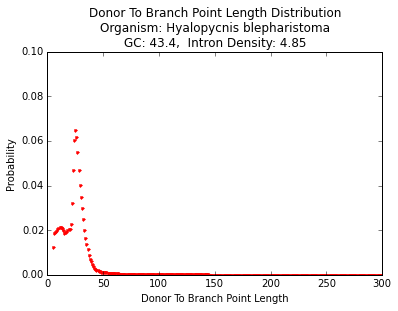 Donor To Branch Point Length Distribution
Organism: Hyalopycnis blepharistoma
GC: 43.4,  Intron Density: 4.85
0.10
0.08
0.06
0.04
0.02
0.00
Probability
0 50 100 150 200 250 300
Donor To Branch Point Length